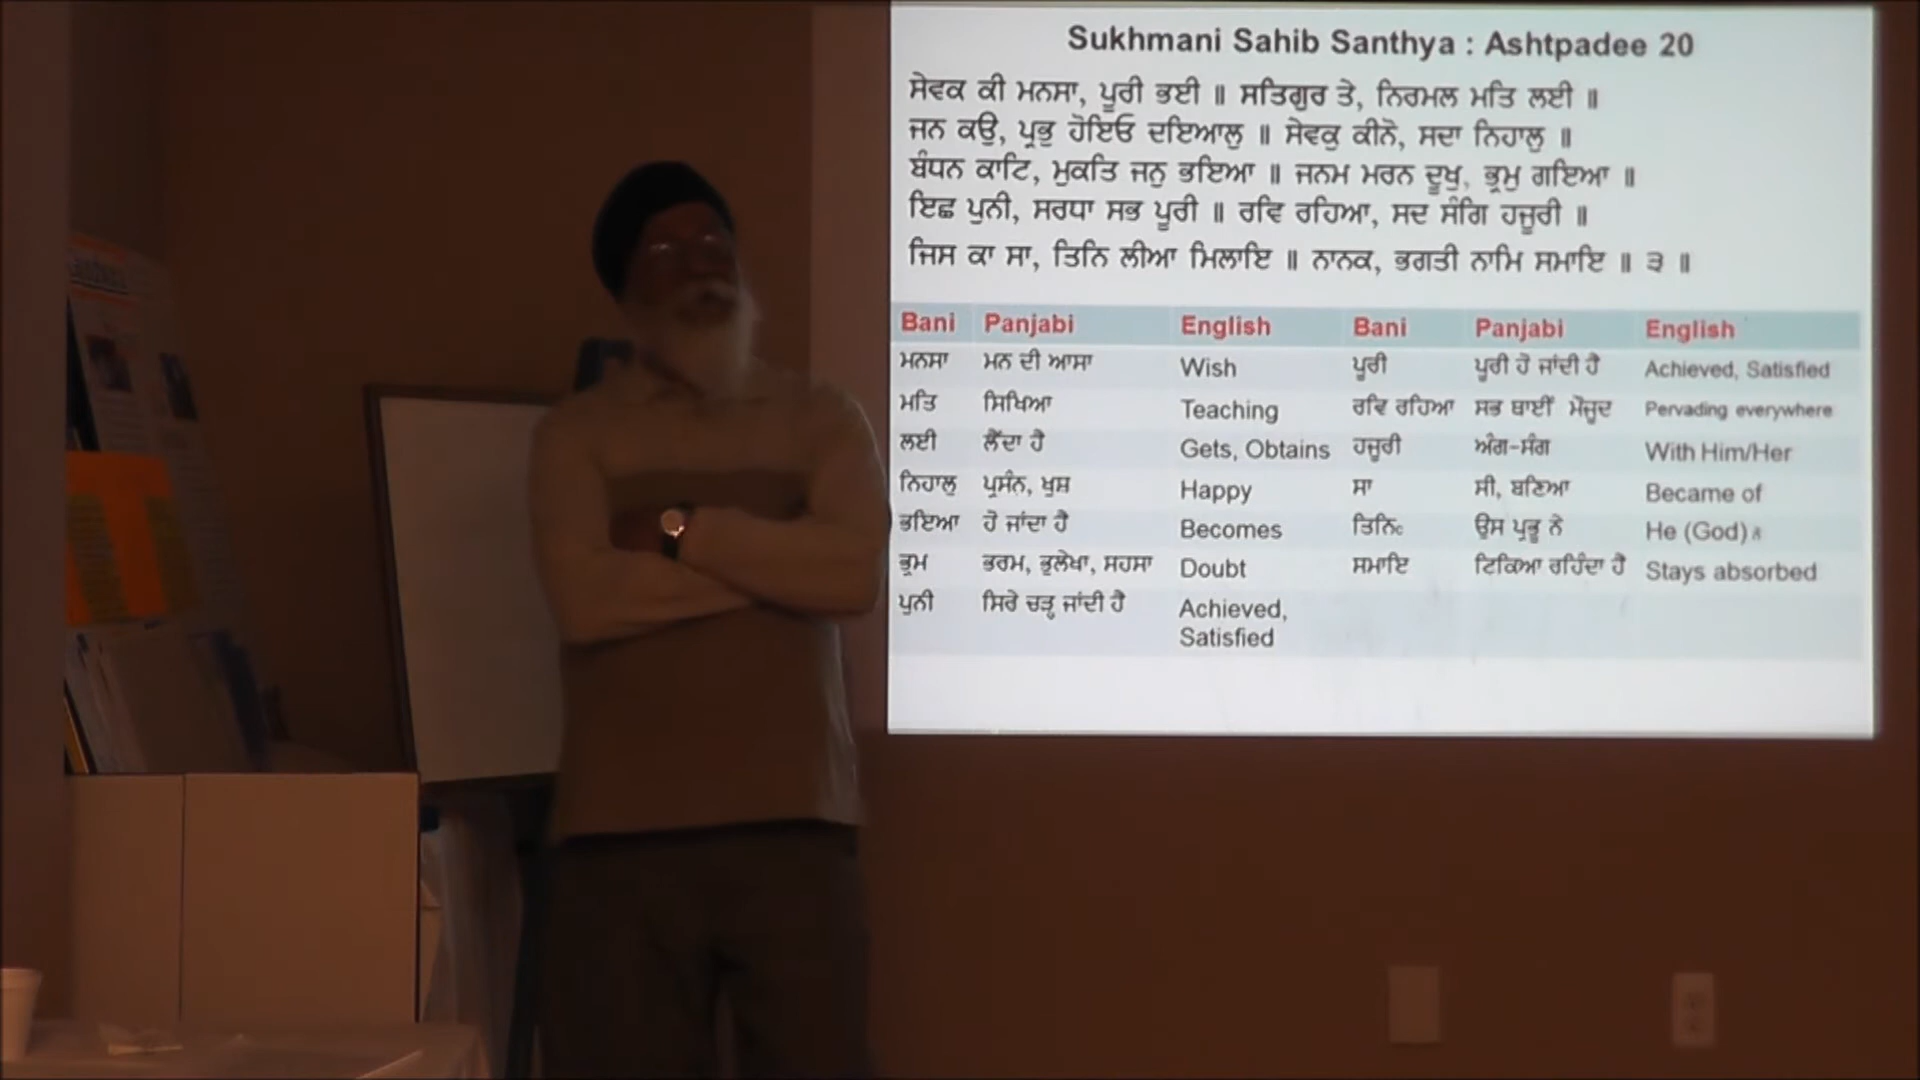 Sukhmani Sahib Santhya : Ashtpadee 20
ਸੇਵਕ ਕੀ ਮਨਸਾ, ਪੂਰੀ ਭਈ ॥ ਸਤਿਗੁਰ ਤੇ, ਨਿਰਮਲ ਮਤਿ ਲਈ ॥
ਜਨ ਕਉ, ਪ੍ਰਭੁ ਹੋਇਓ ਦਇਆਲੁ ॥ ਸੇਵਕੁ ਕੀਨੋ, ਸਦਾ ਨਿਹਾਲੁ ॥
ਬੰਧਨ ਕਾਟਿ, ਮੁਕਤਿ ਜਨੁ ਭਇਆ ॥ ਜਨਮ ਮਰਨ ਦੂਖੁ, ਭ੍ਰਮੁ ਗਇਆ ॥
ਇਛ ਪੁਨੀ, ਸਰਧਾ ਸਭ ਪੂਰੀ ॥ ਰਵਿ ਰਹਿਆ, ਸਦ ਸੰਗਿ ਹਜੂਰੀ ॥
ਜਿਸ ਕਾ ਸਾ, ਤਿਨਿ ਲੀਆ ਮਿਲਾਇ ॥ ਨਾਨਕ, ਭਗਤੀ ਨਾਮਿ ਸਮਾਇ ॥ ੩ ॥
Bani Panjabi English Bani Panjabi English
ਮਨਸਾ ਮਨ ਦੀ ਆਸਾ Wish ਪੂਰੀ ਪੂਰੀ ਹੋ ਜਾਂਦੀ ਹੈ Achieved, Satisfied
ਮਤਿ ਸਿਖਿਆ Teaching ਰਵਿ ਰਹਿਆ ਸਭ ਥਾਈਂ ਮੌਜੂਦ Pervading everywhere
ਲਈ ਲੈਂਦਾ ਹੈ Gets, Obtains ਹਜੂਰੀ ਅੰਗ-ਸੰਗ With Him/Her
ਨਿਹਾਲੁ ਪ੍ਰਸੰਨ, ਖੁਸ਼ Happy ਸਾ ਸੀ, ਬਣਿਆ Became of
ਭਇਆ ਹੋ ਜਾਂਦਾ ਹੈ Becomes ਤਿਨਿ ਉਸ ਪ੍ਰਭੂ ਨੇ He (God)
ਭ੍ਰਮ ਭਰਮ, ਭੁਲੇਖਾ, ਸਹਸਾ Doubt ਸਮਾਇ ਟਿਕਿਆ ਰਹਿੰਦਾ ਹੈ Stays absorbed
ਪੁਨੀ ਸਿਰੇ ਚੜ੍ਹ ਜਾਂਦੀ ਹੈ Achieved,
Satisfied